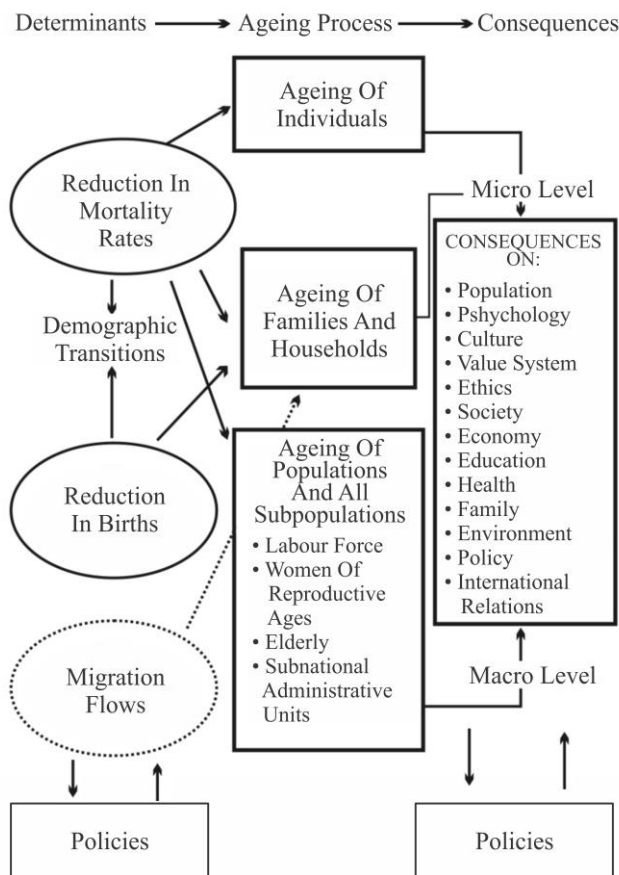 Determinants Ageing Process Consequences
Ageing Of
Individuals
Reduction In
Mortality
Rates
Micro Level
Ageing Of
Families And
Households
Demographic
Transitions
CONSEQUENCES
ON:
• Population
• Pshychology
• Culture
• Value System
• Ethics
• Society
• Economy
• Education
• Health
• Family
• Environment
• Policy
• International
Relations
Ageing Of
Populations
And All
Subpopulations
• Labour Force
• Women Of
Reproductive
Ages
• Elderly
• Subnational
Administrative
Units
Reduction
In Births
Migration
Flows
Macro Level
Policies
Policies